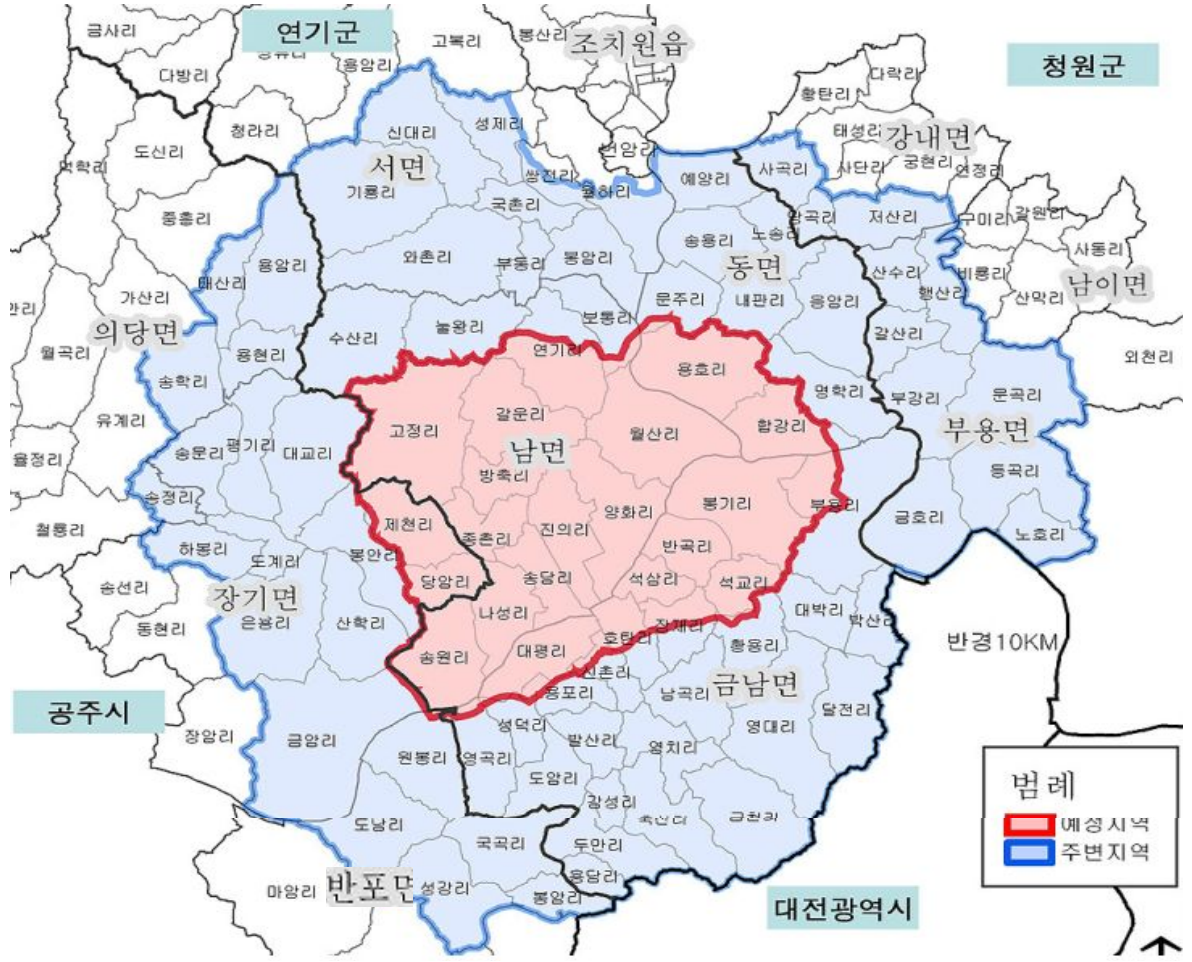 금사리
연기군
고복리
봉산리
조치원읍
다방리
용암리
청원군
다락리
황탄리
청라리
신대리
성제리
번암리
태성리
강내면
도신리
서면
쌍전리
월하리
예양리
사곡리
사단리
궁현리
연정리
기룡리
국촌리
중흥리
저산리
구미리
갈원리
용암리
와촌리
부동리
봉암리
송용리
노송리
동면
산수리
비룡리
사동리
태산리
가산리
문주리
내판리
응암리
행산리
산막리
남이면
의당면
수산리
눌왕리
보통리
갈산리
월곡리
용현리
연기리
외천리
송학리
용호리
명학리
부강리
문곡리
유계리
고정리
갈운리
남면
월산리
합강리
부용면
율정리
송문리
평기리
대교리
방축리
등곡리
송정리
양화리
봉기리
부용리
금호리
노호리
철룡리
하봉리
도계리
봉안리
제천리
종촌리
진의리
반곡리
송선리
장기면
당암리
송달리
석삼리
석교리
동현리
은용리
산학리
나성리
대박리
박산리
반경10KM
송원리
대평리
호탄리
장재리
황용리
신촌리
용포리
낭곡리
금남면
공주시
장암리
금암리
원봉리
영곡리
성덕리
발산리
영치리
영대리
달전리
도암리
감성리
범례
예정지역
주변지역
도남리
국곡리
두만리
마암리
반포면
성강리
봉암리
용담리
대전광역시